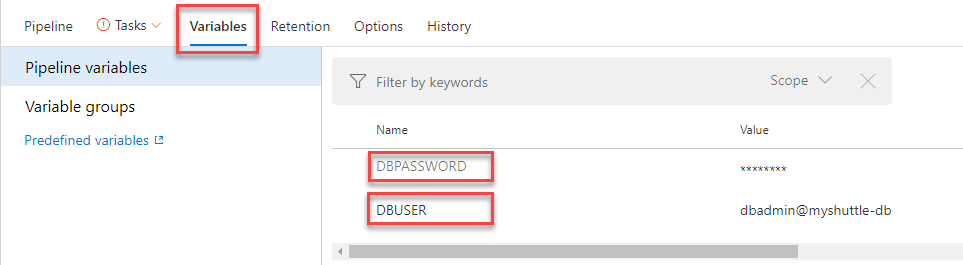 Pipeline Tasks Variables Retention Options History
Pipeline variables
Variable groups
Predefined variables
Filter by keywords Scope
Name Value
DBPASSWORD ********
DBUSER dbadmin@myshuttle-db